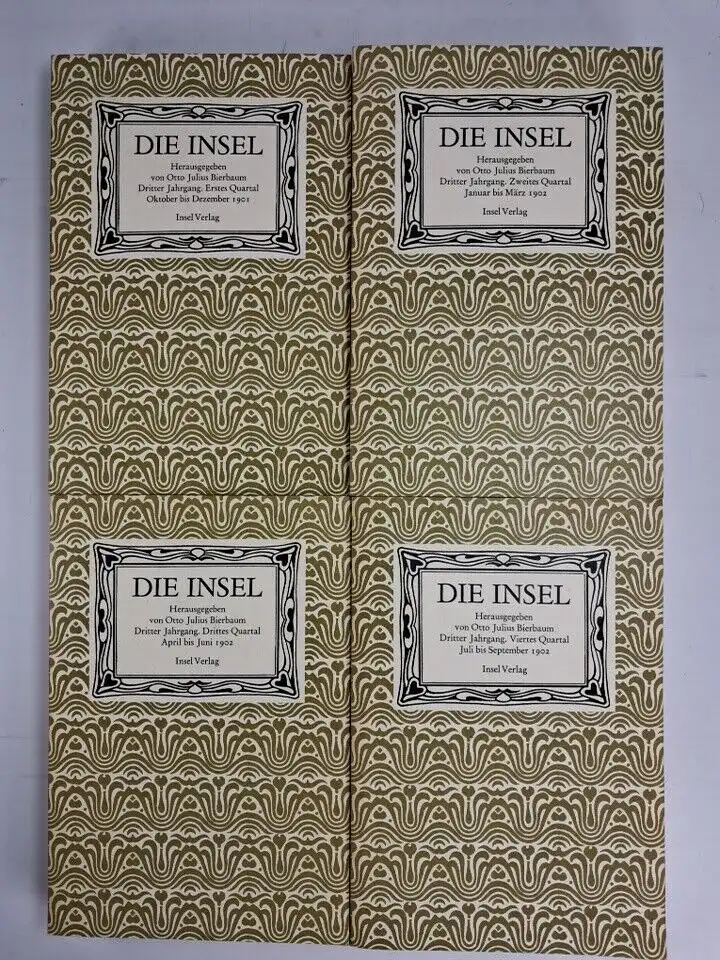 DIE INSEL
Herausgegeben
von Otto Julius Bierbaum
Dritter Jahrgang. Erstes Quartal
Oktober bis Dezember 1901
Insel Verlag
DIE INSEL
Herausgegeben
von Otto Julius Bierbaum
Dritter Jahrgang. Zweites Quartal
Januar bis März 1902
Insel Verlag
DIE INSEL
Herausgegeben
von Otto Julius Bierbaum
Dritter Jahrgang. Drittes Quartal
April bis Juni 1902
Insel Verlag
DIE INSEL
Herausgegeben
von Otto Julius Bierbaum
Dritter Jahrgang. Viertes Quartal
Juli bis September 1902
Insel Verlag